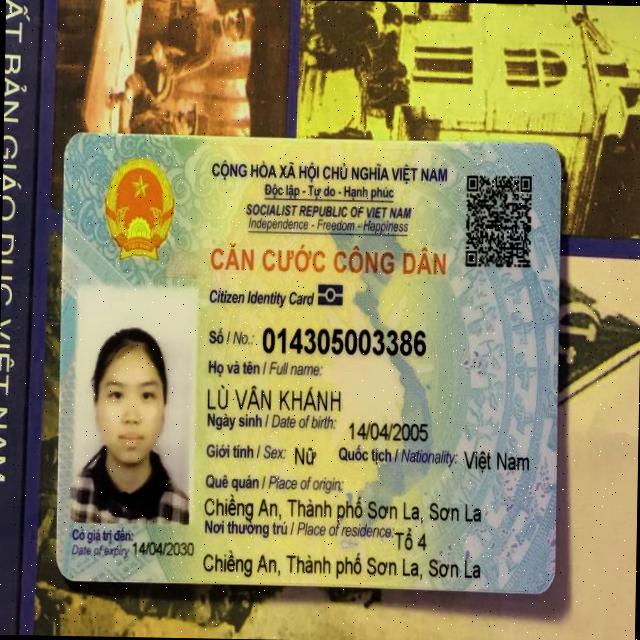 ẤT BẢN GIÁO DỤC VIỆT NAM
CỘNG HÒA XÃ HỘI CHỦ NGHĨA VIỆT NAM
Độc lập - Tự do - Hạnh phúc
SOCIALIST REPUBLIC OF VIET NAM
Independence - Freedom - Happiness
CĂN CƯỚC CÔNG DÂN
Citizen Identity Card
Số / No.: 014305003386
Họ và tên / Full name:
LÙ VÂN KHÁNH
Ngày sinh / Date of birth: 14/04/2005
Giới tính / Sex: Nữ Quốc tịch / Nationality: Việt Nam
Quê quán / Place of origin:
Chiềng An, Thành phố Sơn La, Sơn La
Nơi thường trú / Place of residence: Tổ 4
Chiềng An, Thành phố Sơn La, Sơn La
Có giá trị đến:
Date of expiry 14/04/2030